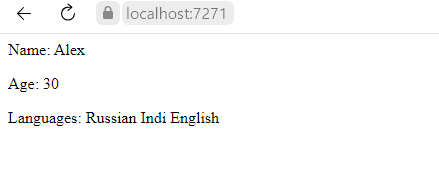 localhost:7271
Name: Alex
Age: 30
Languages: Russian Indi English